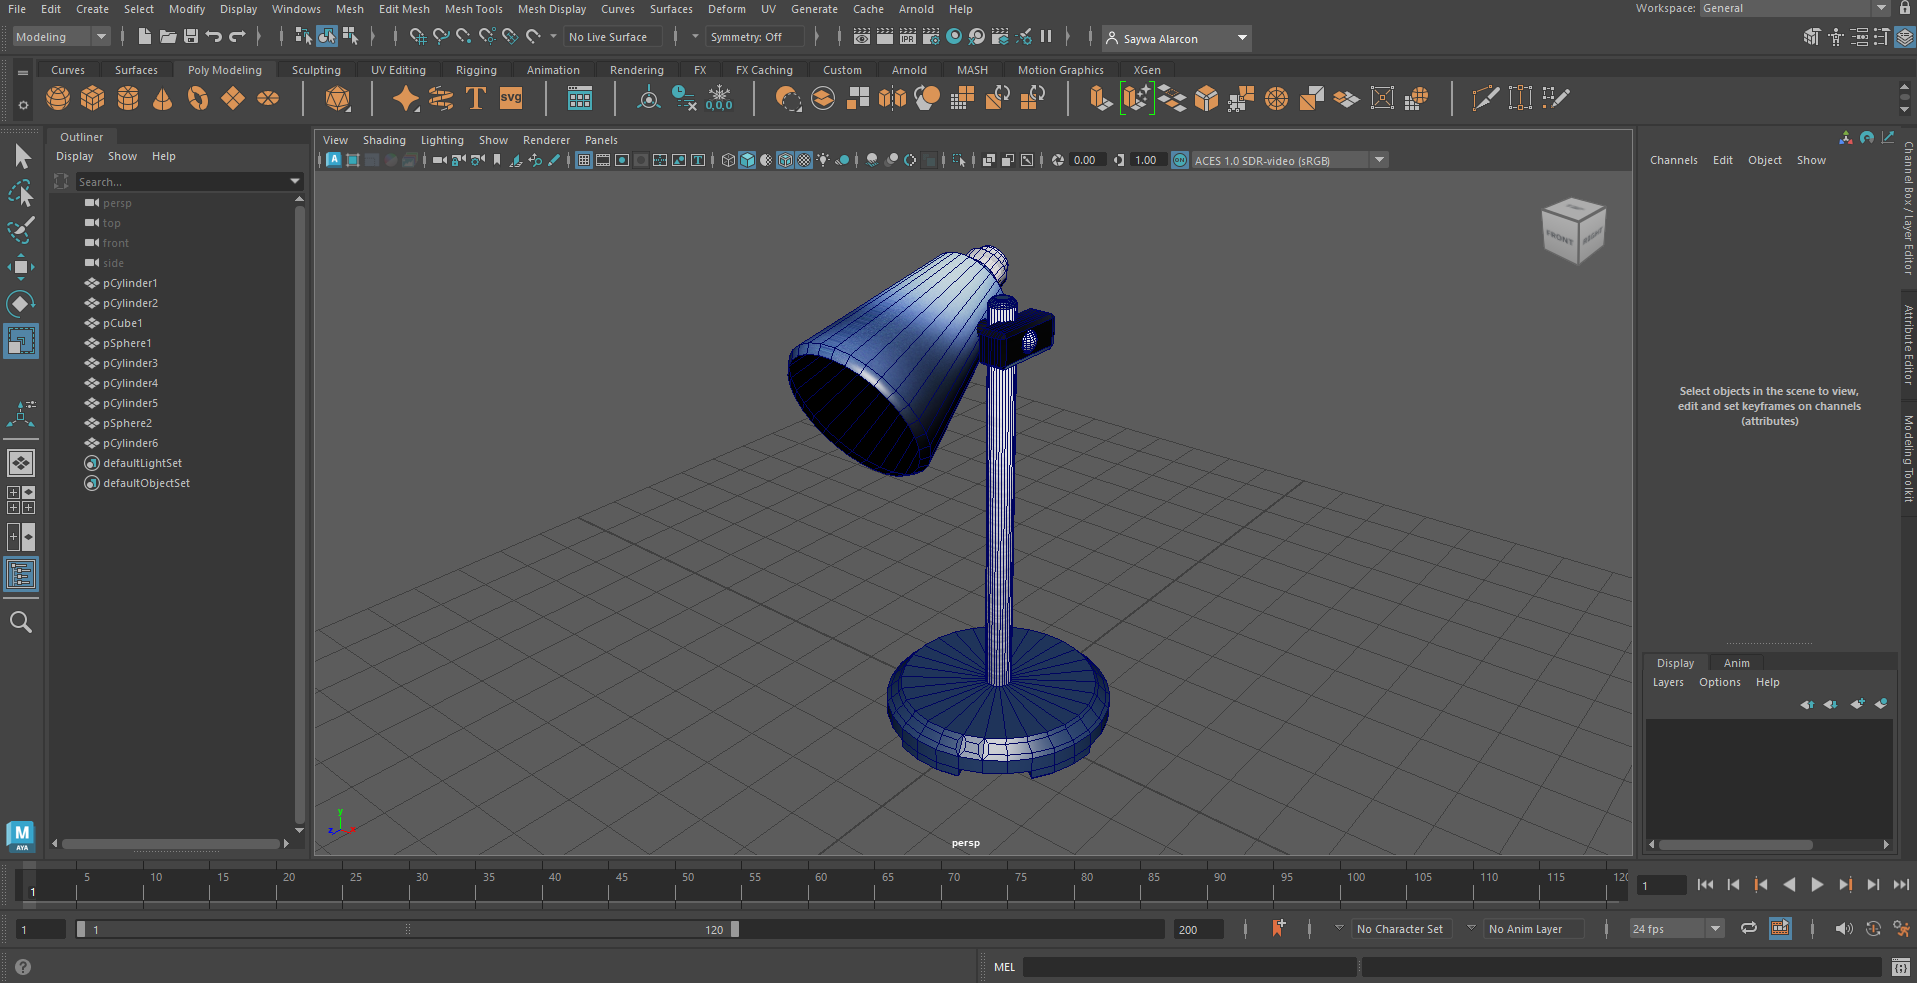 File Edit Create Select Modify Display Windows Mesh Edit Mesh Mesh Tools Mesh Display Curves Surfaces Deform UV Generate Cache Arnold Help Workspace: General
Modeling No Live Surface Symmetry: Off Saywa Alarcon
Curves Surfaces Poly Modeling Sculpting UV Editing Rigging Animation Rendering FX FX Caching Custom Arnold MASH Motion Graphics XGen
T SVG 0,0,0
Outliner
Display Show Help
Search...
persp
top
front
side
pCylinder1
pCylinder2
pCube1
pSphere1
pCylinder3
pCylinder4
pCylinder5
pSphere2
pCylinder6
defaultLightSet
defaultObjectSet
View Shading Lighting Show Renderer Panels
0.00 1.00 ON ACES 1.0 SDR-video (sRGB)
FRONT RIGHT
y
z x
persp
Channels Edit Object Show
Select objects in the scene to view,
edit and set keyframes on channels
(attributes)
Channel Box / Layer Editor
Attribute Editor
Modeling Toolkit
Display Anim
Layers Options Help
M
AYA
1 5 10 15 20 25 30 35 40 45 50 55 60 65 70 75 80 85 90 95 100 105 110 115 120 1
1 1 120 200 No Character Set No Anim Layer 24 fps
MEL